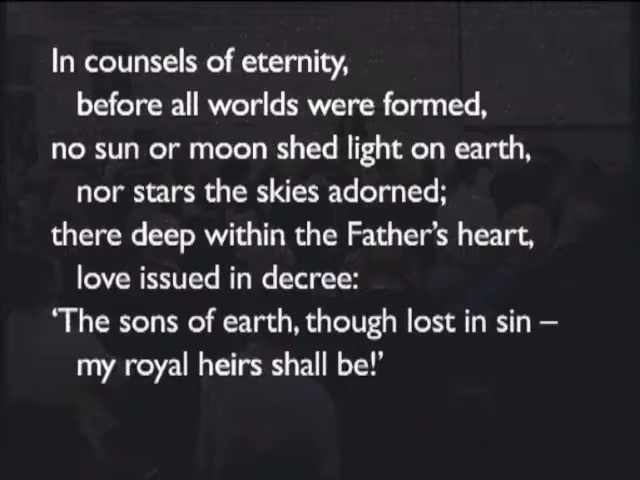 In counsels of eternity,
before all worlds were formed,
no sun or moon shed light on earth,
nor stars the skies adorned;
there deep within the Father’s heart,
love issued in decree:
‘The sons of earth, though lost in sin –
my royal heirs shall be!’